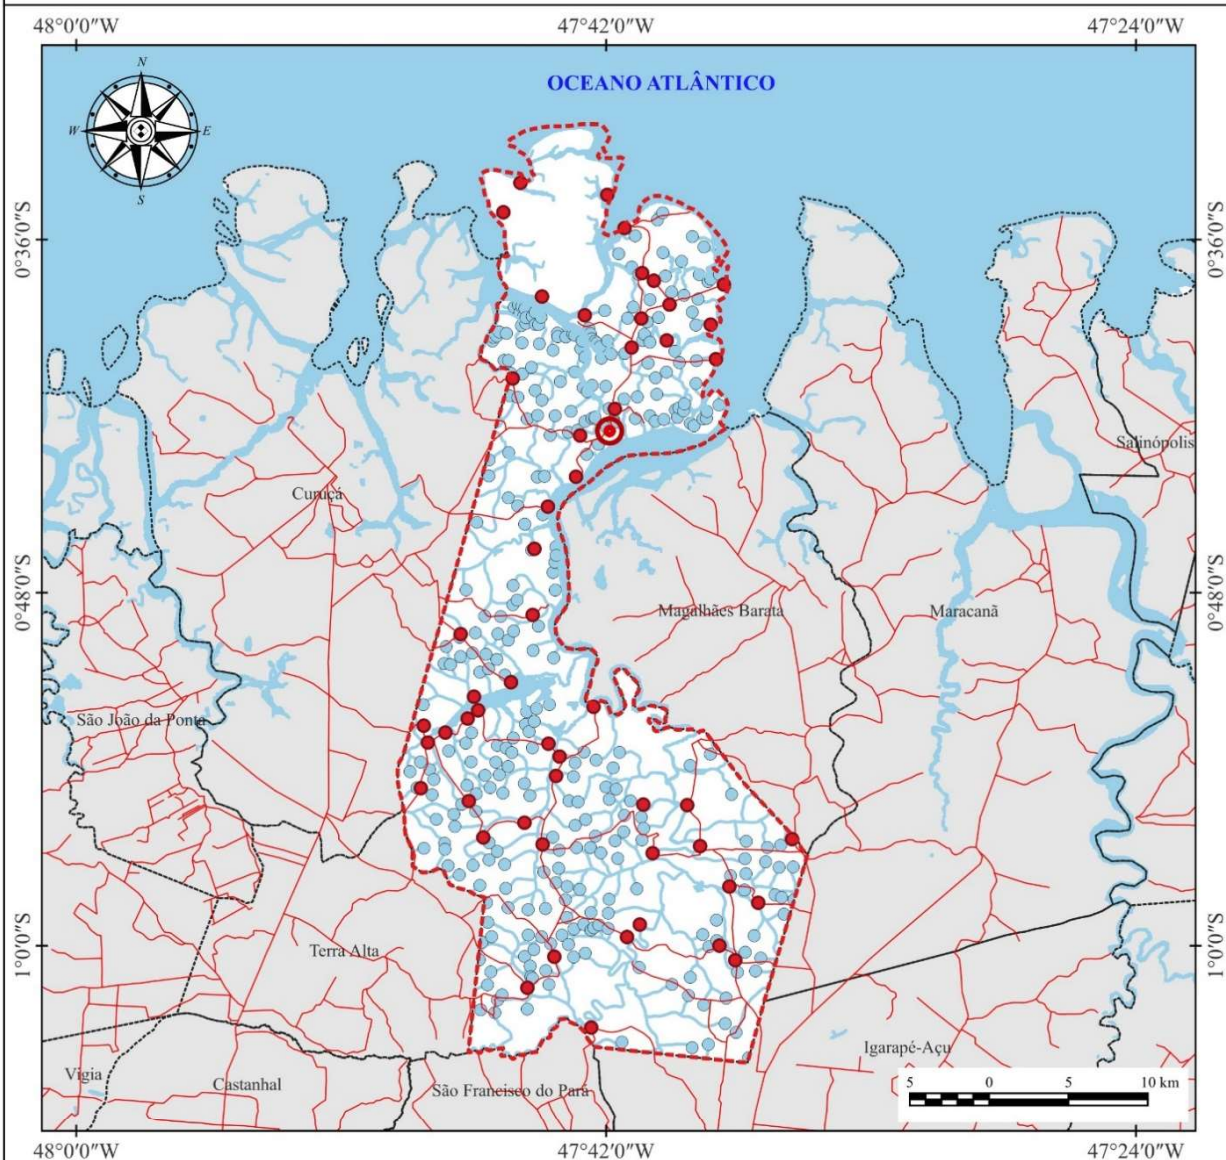 48°0'0"W 47°42'0"W 47°24'0"W
OCEANO ATLÂNTICO
N
W E
S
0°36'0"S 0°36'0"S
Salinópolis
Curuçá
0°48'0"S 0°48'0"S
Magalhães Barata Maracanã
São João da Ponta
1°0'0"S 1°0'0"S
Terra Alta
Igarapé-Açu
Vigia Castanhal São Francisco do Pará
5 0 5 10 km
48°0'0"W 47°42'0"W 47°24'0"W